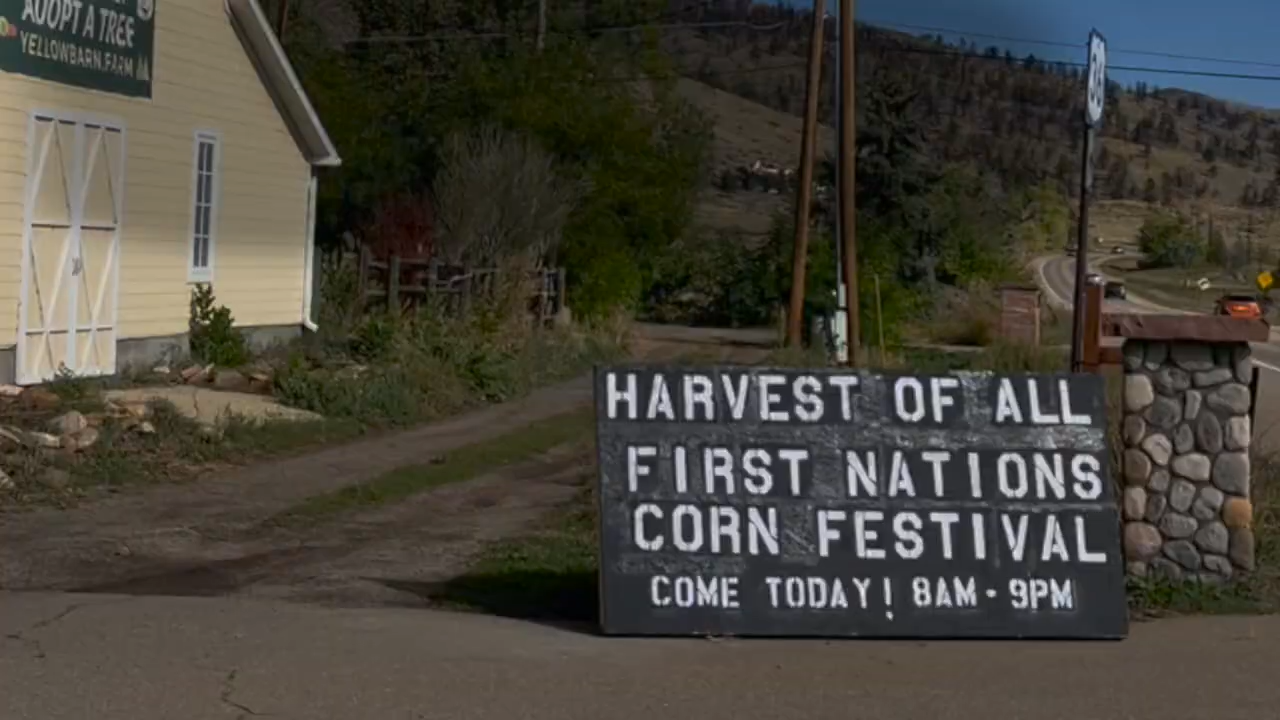 ADOPT A TREE
YELLOWBARN.FARM
HARVEST OF ALL
FIRST NATIONS
CORN FESTIVAL
COME TODAY! 8AM - 9PM